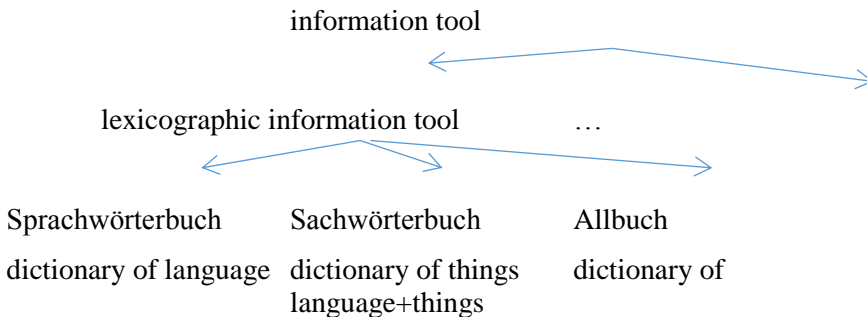 information tool
lexicographic information tool …
Sprachwörterbuch Sachwörterbuch Allbuch
dictionary of language dictionary of things dictionary of
language+things